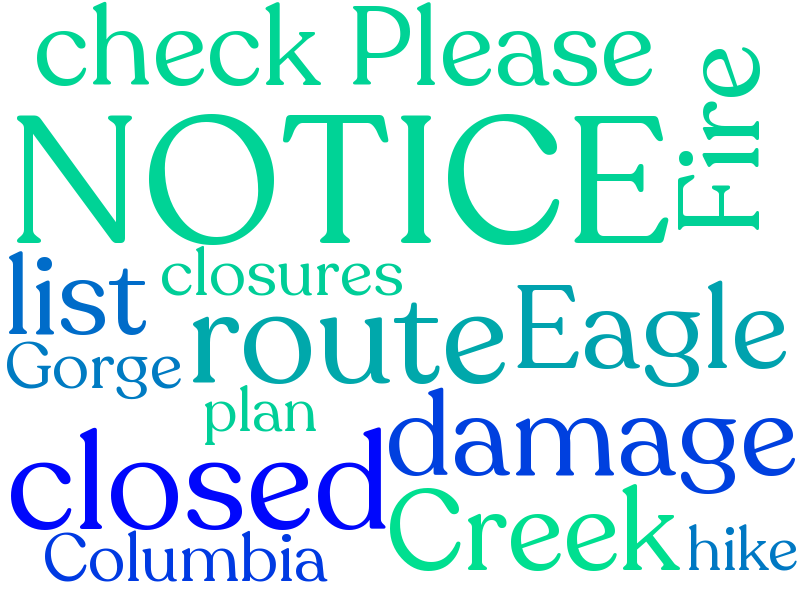 check Please
NOTICE
Fire
list
closures
route
Eagle
Gorge
plan
damage
closed
Creek
hike
Columbia